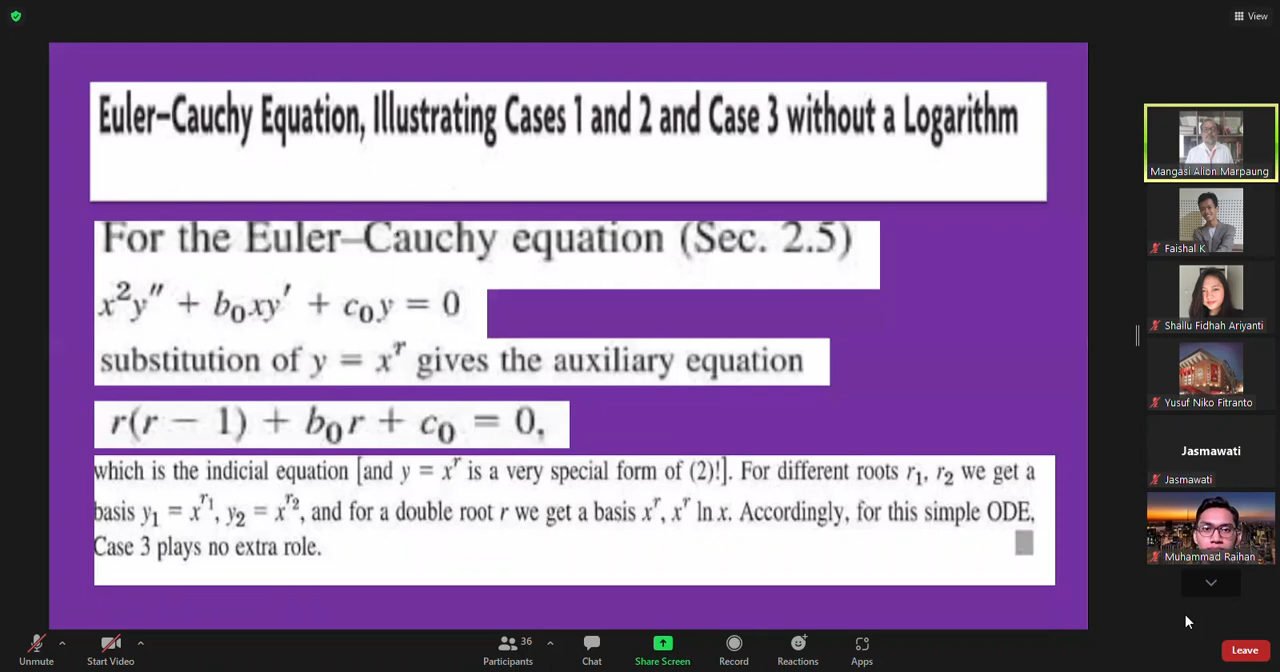 View
Euler–Cauchy Equation, Illustrating Cases 1 and 2 and Case 3 without a Logarithm
For the Euler–Cauchy equation (Sec. 2.5)
x²y″ + b₀xy′ + c₀y = 0
substitution of y = xʳ gives the auxiliary equation
r(r − 1) + b₀r + c₀ = 0,
which is the indicial equation [and y = xʳ is a very special form of (2)!]. For different roots r₁, r₂ we get a
basis y₁ = xʳ¹, y₂ = xʳ², and for a double root r we get a basis xʳ, xʳ ln x. Accordingly, for this simple ODE,
Case 3 plays no extra role.
Mangasi Alion Marpaung
Faishal K
Shallu Fidhah Ariyanti
Yusuf Niko Fitranto
Jasmawati
Jasmawati
Muhammad Raihan
Unmute
Start Video
36
Participants
Chat
Share Screen
Record
Reactions
Apps
Leave